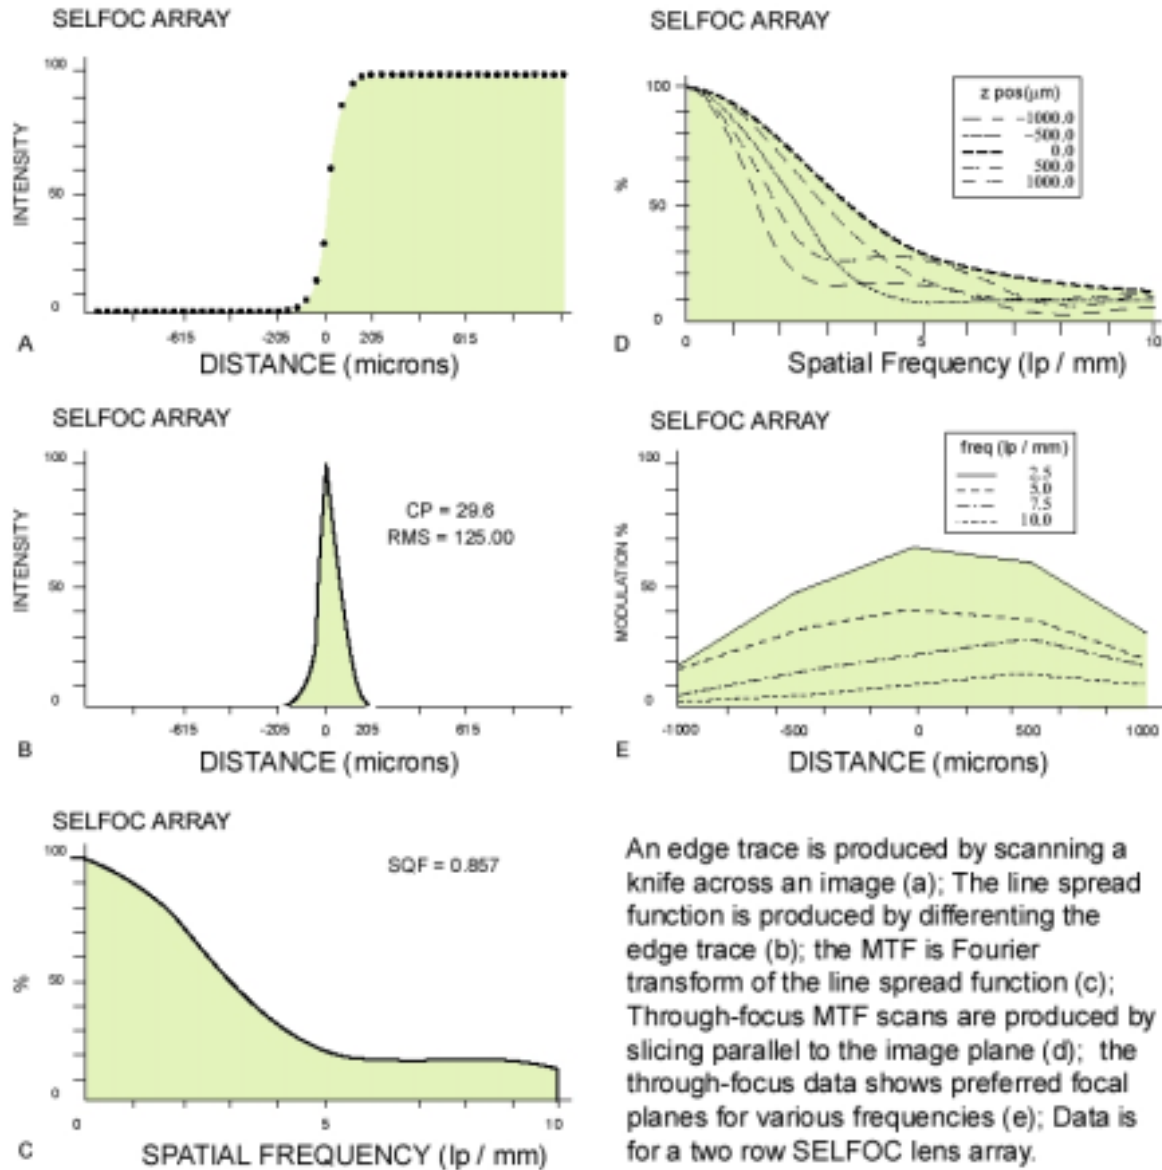 SELFOC ARRAY
100
50
0
INTENSITY
-615
-205
0
205
615
A
DISTANCE (microns)
SELFOC ARRAY
100
50
0
INTENSITY
CP = 29.6
RMS = 125.00
-615
-205
0
205
615
B
DISTANCE (microns)
SELFOC ARRAY
100
50
0
%
SQF = 0.857
0
5
10
C
SPATIAL FREQUENCY (lp / mm)
SELFOC ARRAY
100
50
0
%
z pos(µm)
-1000.0
-500.0
0.0
500.0
1000.0
0
5
10
D
Spatial Frequency (lp / mm)
SELFOC ARRAY
100
50
0
MODULATION %
freq (lp / mm)
2.5
5.0
7.5
10.0
-1000
-500
0
500
1000
E
DISTANCE (microns)
An edge trace is produced by scanning a
knife across an image (a); The line spread
function is produced by differenting the
edge trace (b); the MTF is Fourier
transform of the line spread function (c);
Through-focus MTF scans are produced by
slicing parallel to the image plane (d); the
through-focus data shows preferred focal
planes for various frequencies (e); Data is
for a two row SELFOC lens array.